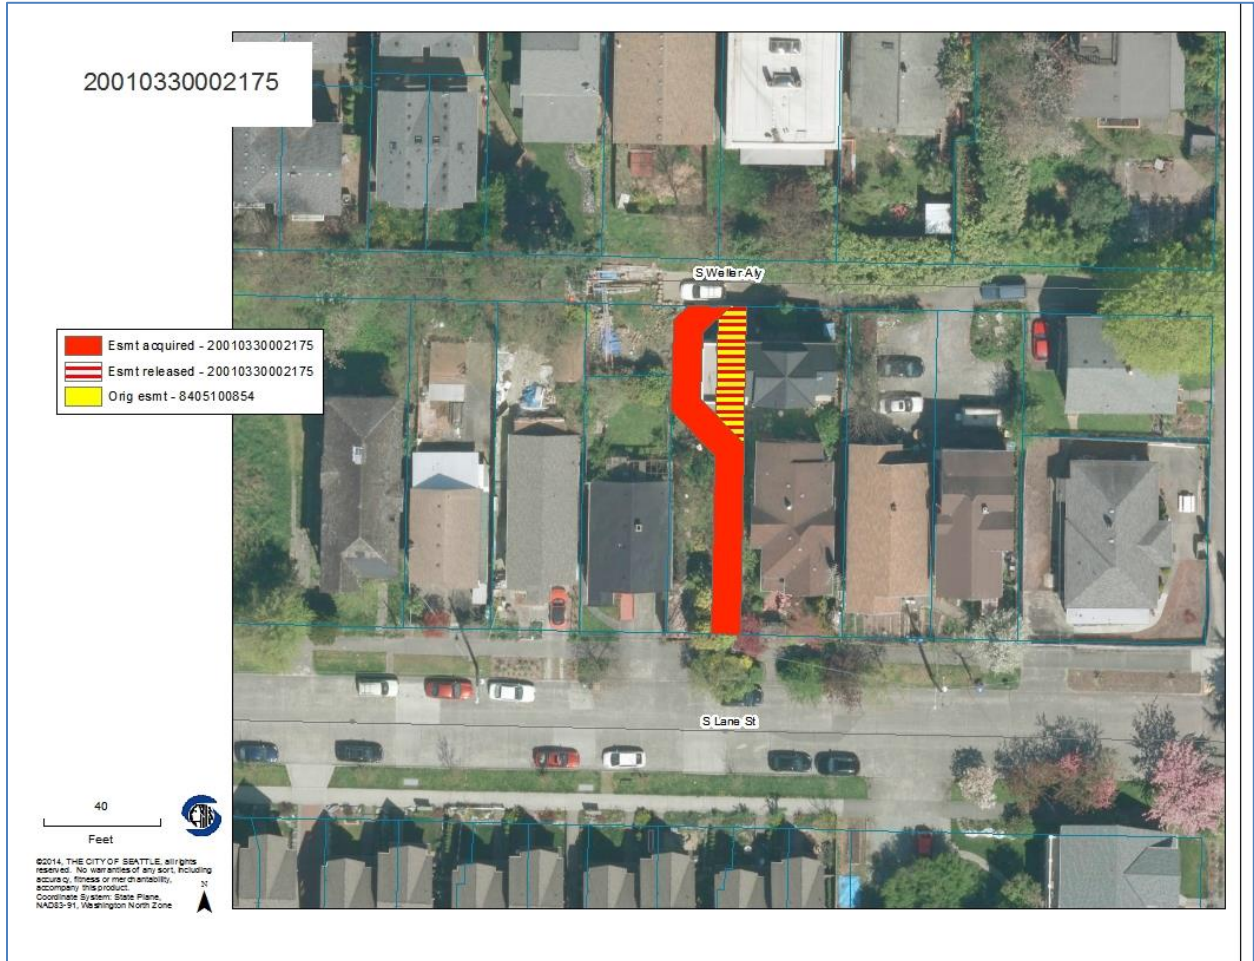 20010330002175
S Weller Aly
Esmt acquired - 20010330002175
Esmt released - 20010330002175
Orig esmt - 8405100854
S Lane St
40
Feet
©2014, THE CITY OF SEATTLE, all rights
reserved. No warranties of any sort, including
accuracy, fitness or merchantability,
accompany this product.
Coordinate System: State Plane,
NAD83-91, Washington North Zone
N